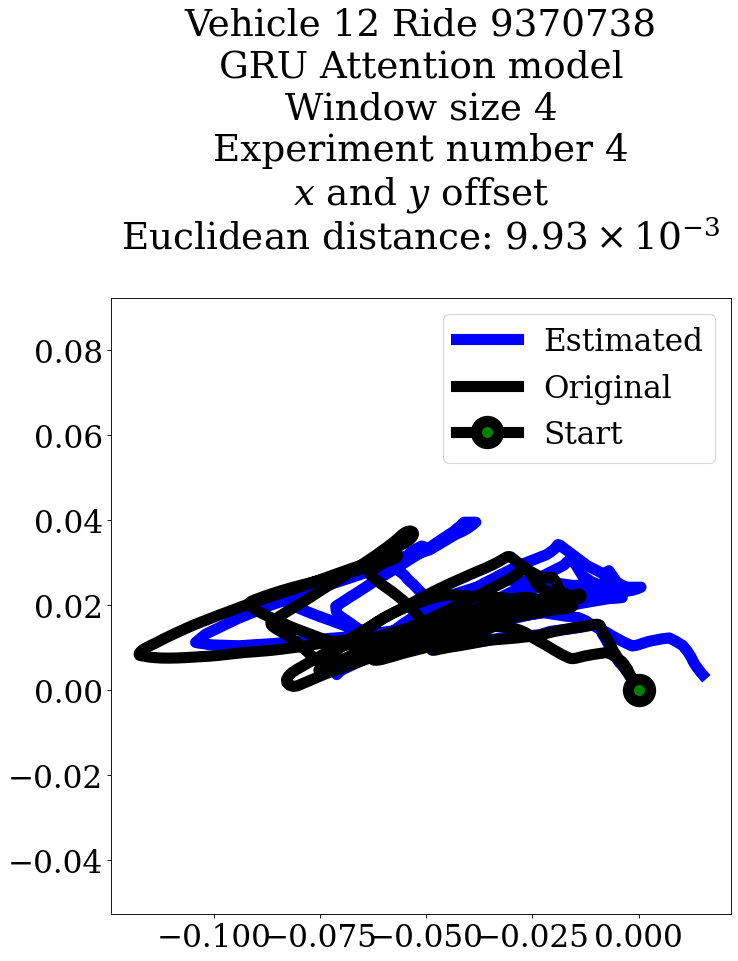 Vehicle 12 Ride 9370738
GRU Attention model
Window size 4
Experiment number 4
x and y offset
Euclidean distance: 9.93 × 10⁻³
Estimated
Original
Start
0.08
0.06
0.04
0.02
0.00
−0.02
−0.04
−0.100 −0.075 −0.050 −0.025 0.000